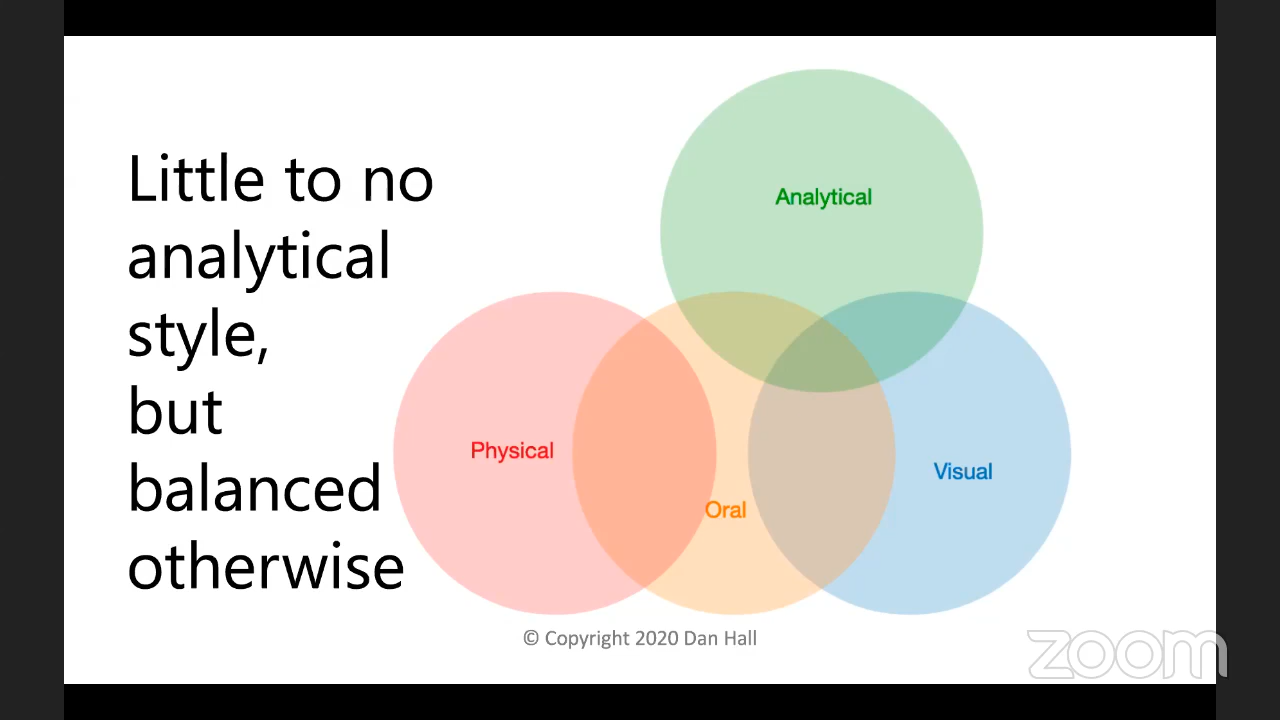 Little to no
analytical
style,
but
balanced
otherwise
Analytical
Physical
Oral
Visual
© Copyright 2020 Dan Hall
zoom